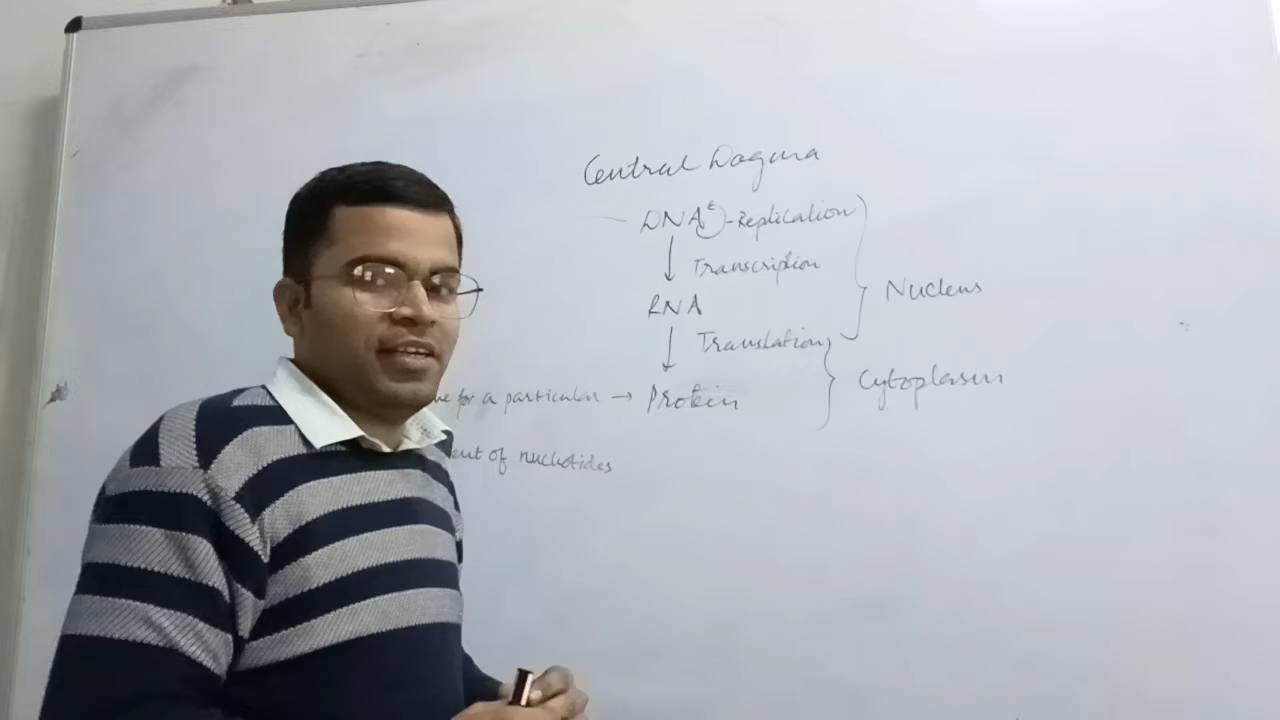 Central Dogma
DNA - Replication
Transcription
Nucleus
RNA
Translation
Cytoplasm
for a particular → Protein
of nucleotides